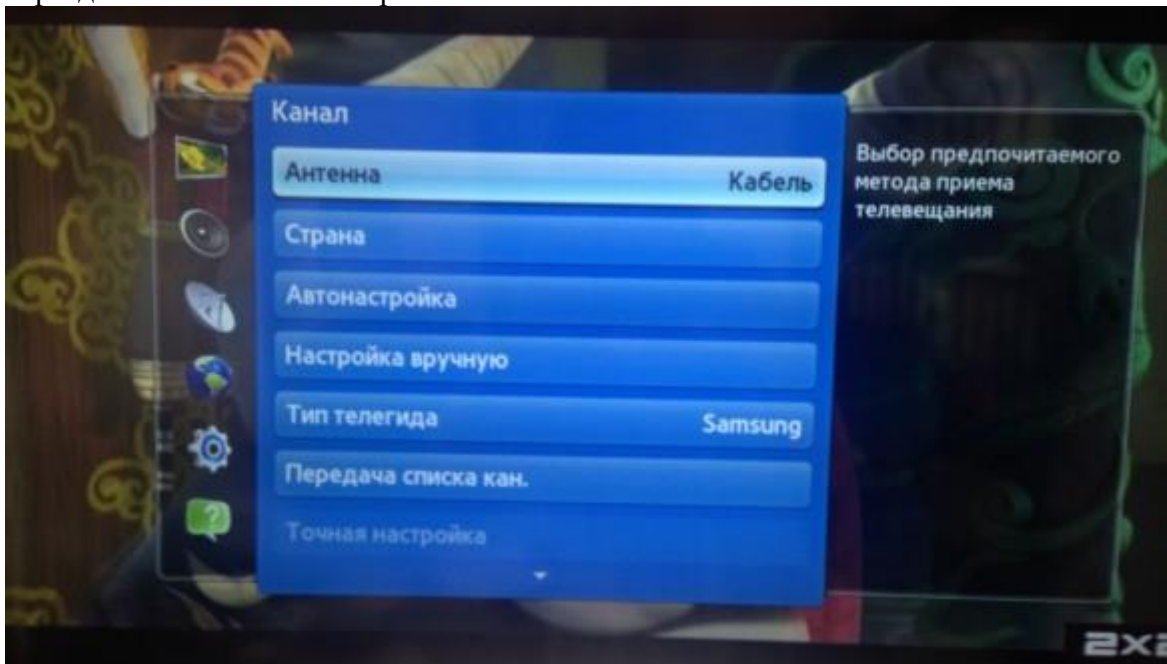 Канал
Антенна Кабель
Страна
Автонастройка
Настройка вручную
Тип телегида Samsung
Передача списка кан.
Точная настройка
Выбор предпочитаемого
метода приема
телевещания